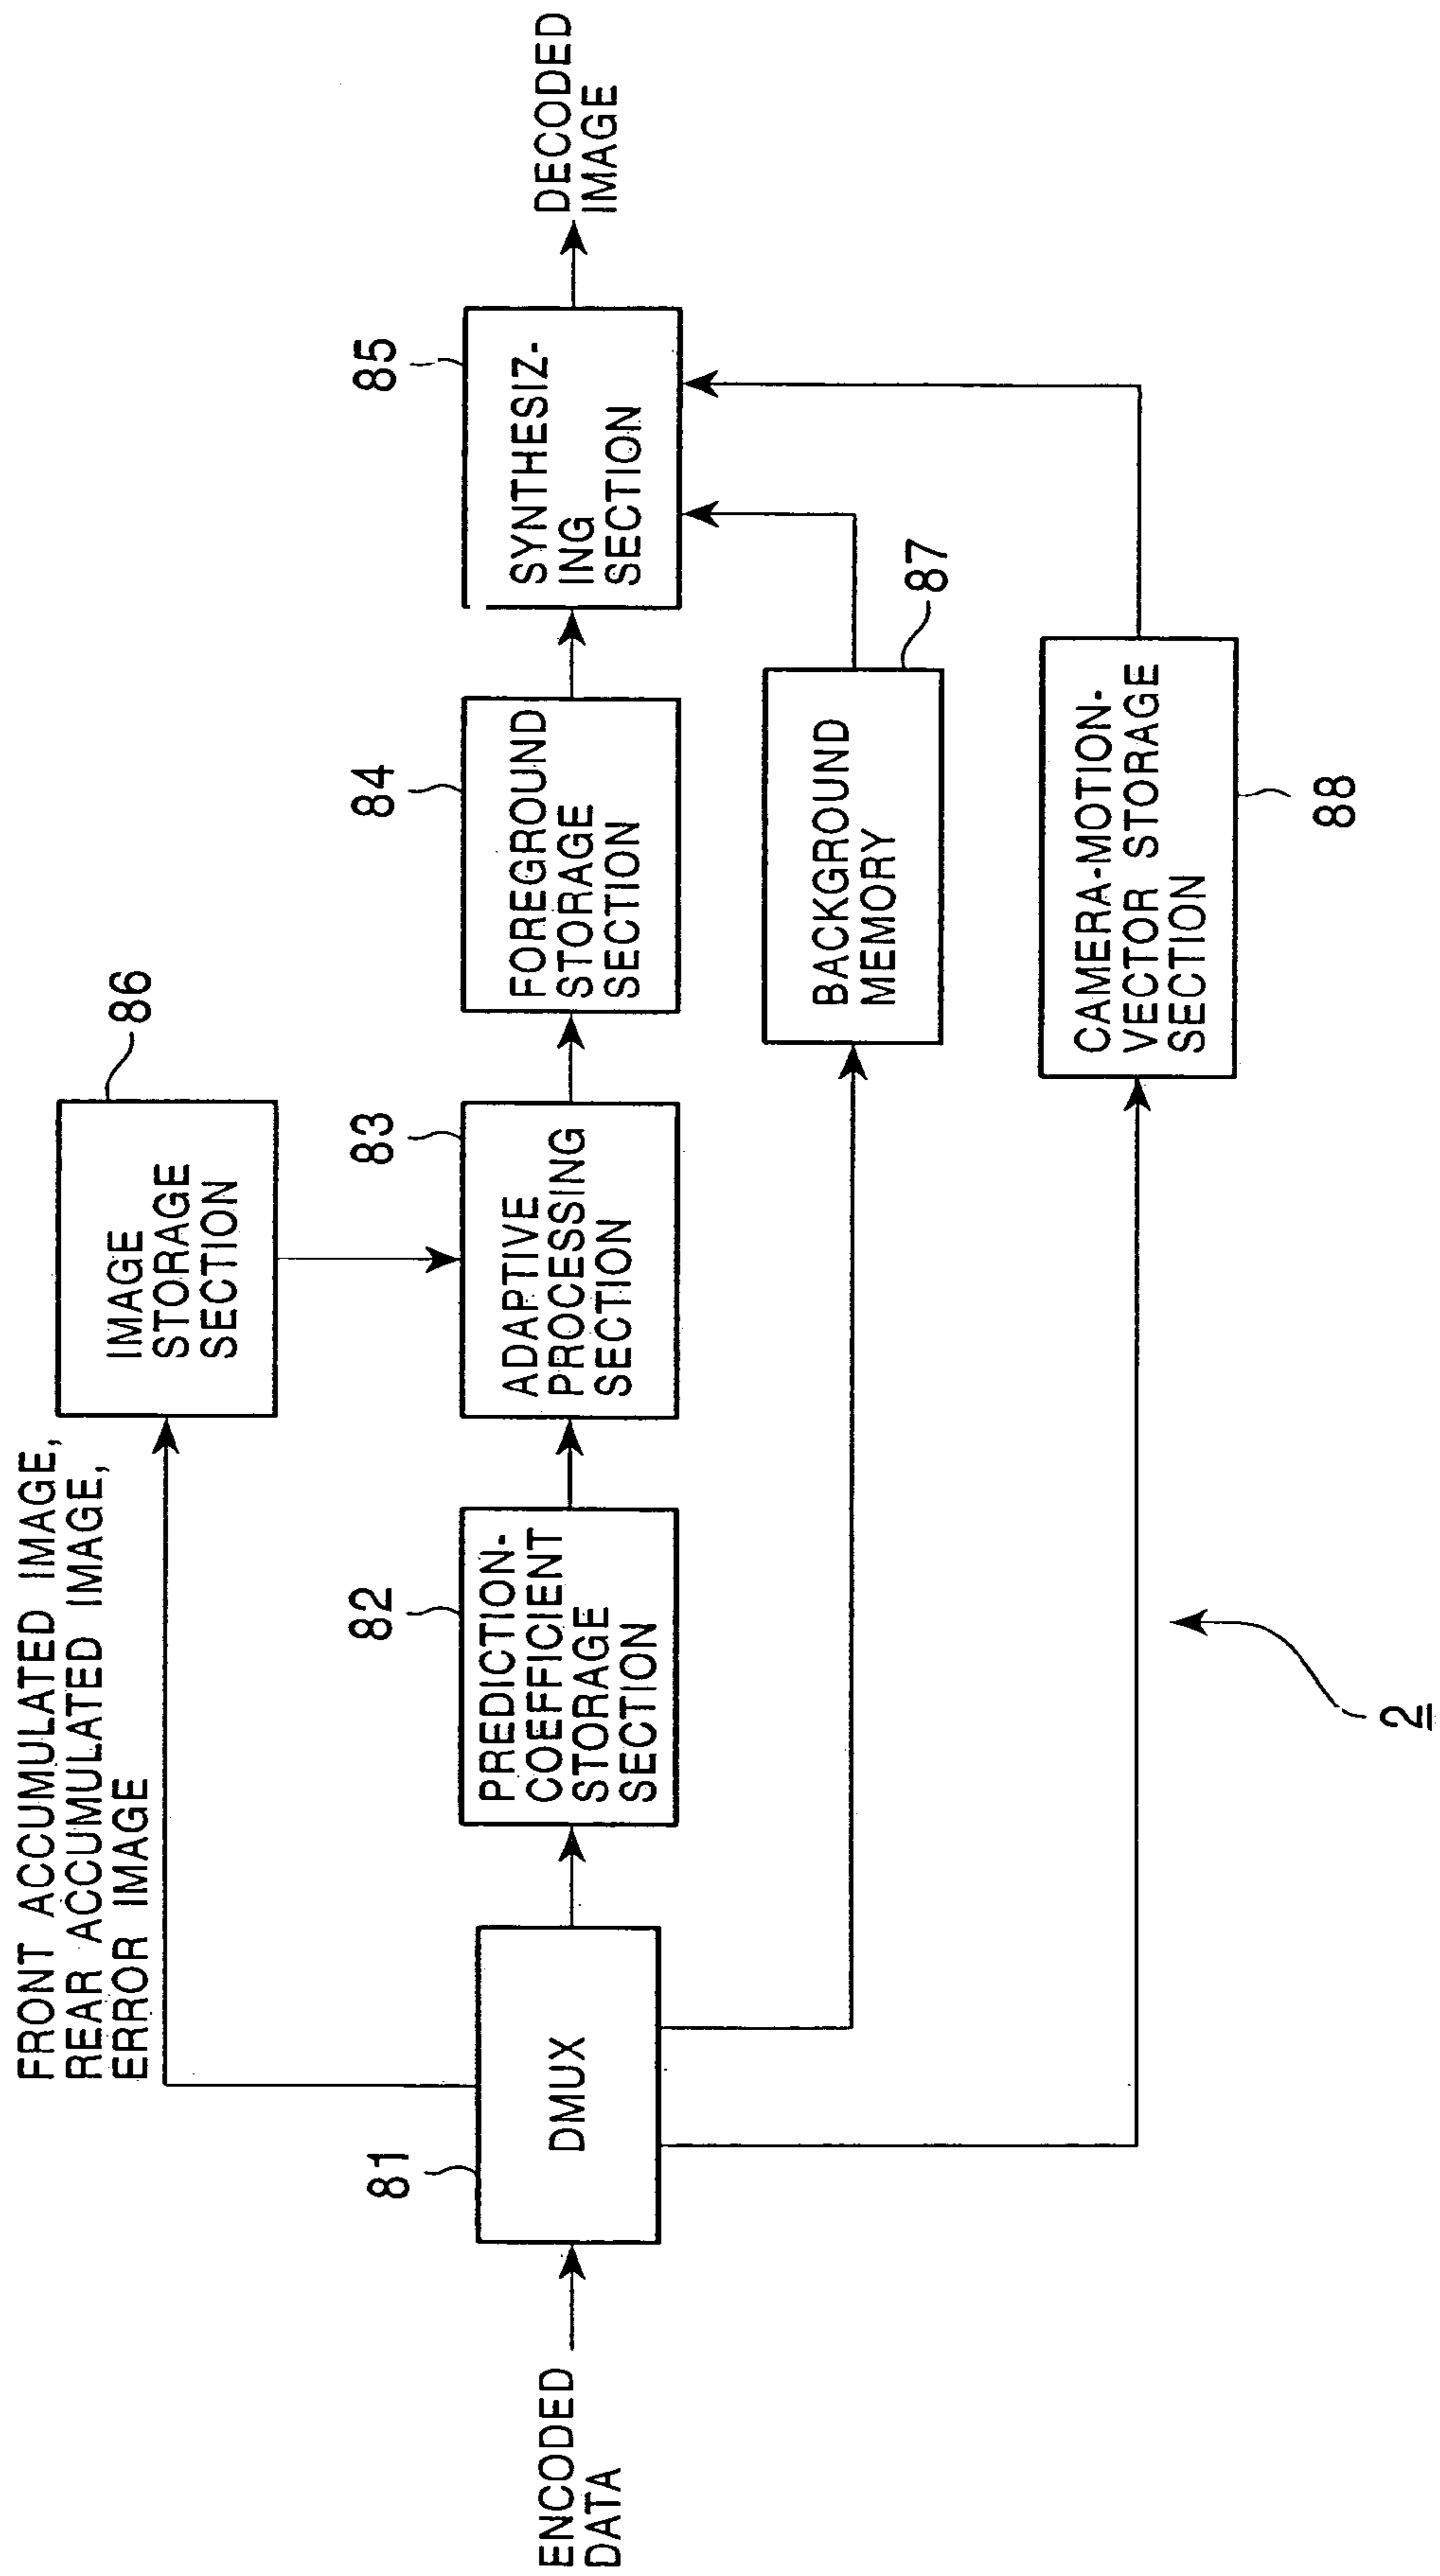 FRONT ACCUMULATED IMAGE,
REAR ACCUMULATED IMAGE,
ERROR IMAGE
86
IMAGE
STORAGE
SECTION
ENCODED
DATA
81
DMUX
82
PREDICTION-
COEFFICIENT
STORAGE
SECTION
83
ADAPTIVE
PROCESSING
SECTION
84
FOREGROUND
STORAGE
SECTION
85
SYNTHESIZ-
ING
SECTION
DECODED
IMAGE
87
BACKGROUND
MEMORY
CAMERA-MOTION-
VECTOR STORAGE
SECTION
88
2